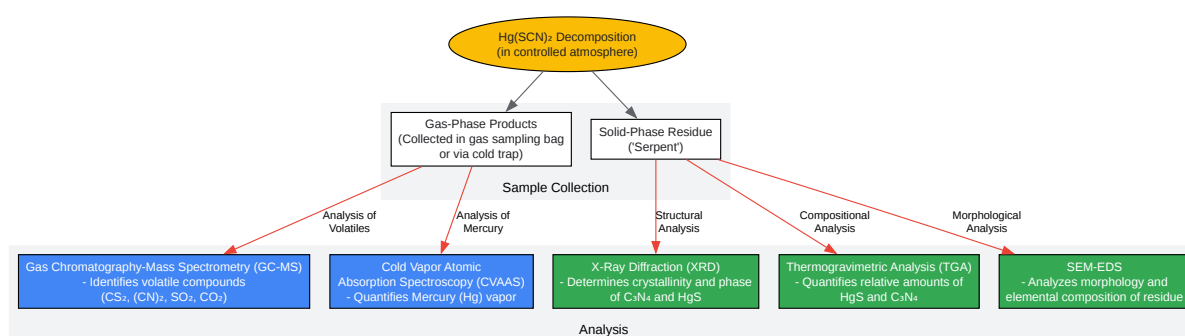 Hg(SCN)₂ Decomposition
(in controlled atmosphere)
Gas-Phase Products
(Collected in gas sampling bag
or via cold trap)
Solid-Phase Residue
('Serpent')
Sample Collection
Analysis of
Volatiles
Analysis of
Mercury
Structural
Analysis
Compositional
Analysis
Morphological
Analysis
Gas Chromatography-Mass Spectrometry (GC-MS)
- Identifies volatile compounds
(CS₂, (CN)₂, SO₂, CO₂)
Cold Vapor Atomic
Absorption Spectroscopy (CVAAS)
- Quantifies Mercury (Hg) vapor
X-Ray Diffraction (XRD)
- Determines crystallinity and phase
of C₃N₄ and HgS
Thermogravimetric Analysis (TGA)
- Quantifies relative amounts of
HgS and C₃N₄
SEM-EDS
- Analyzes morphology and
elemental composition of residue
Analysis